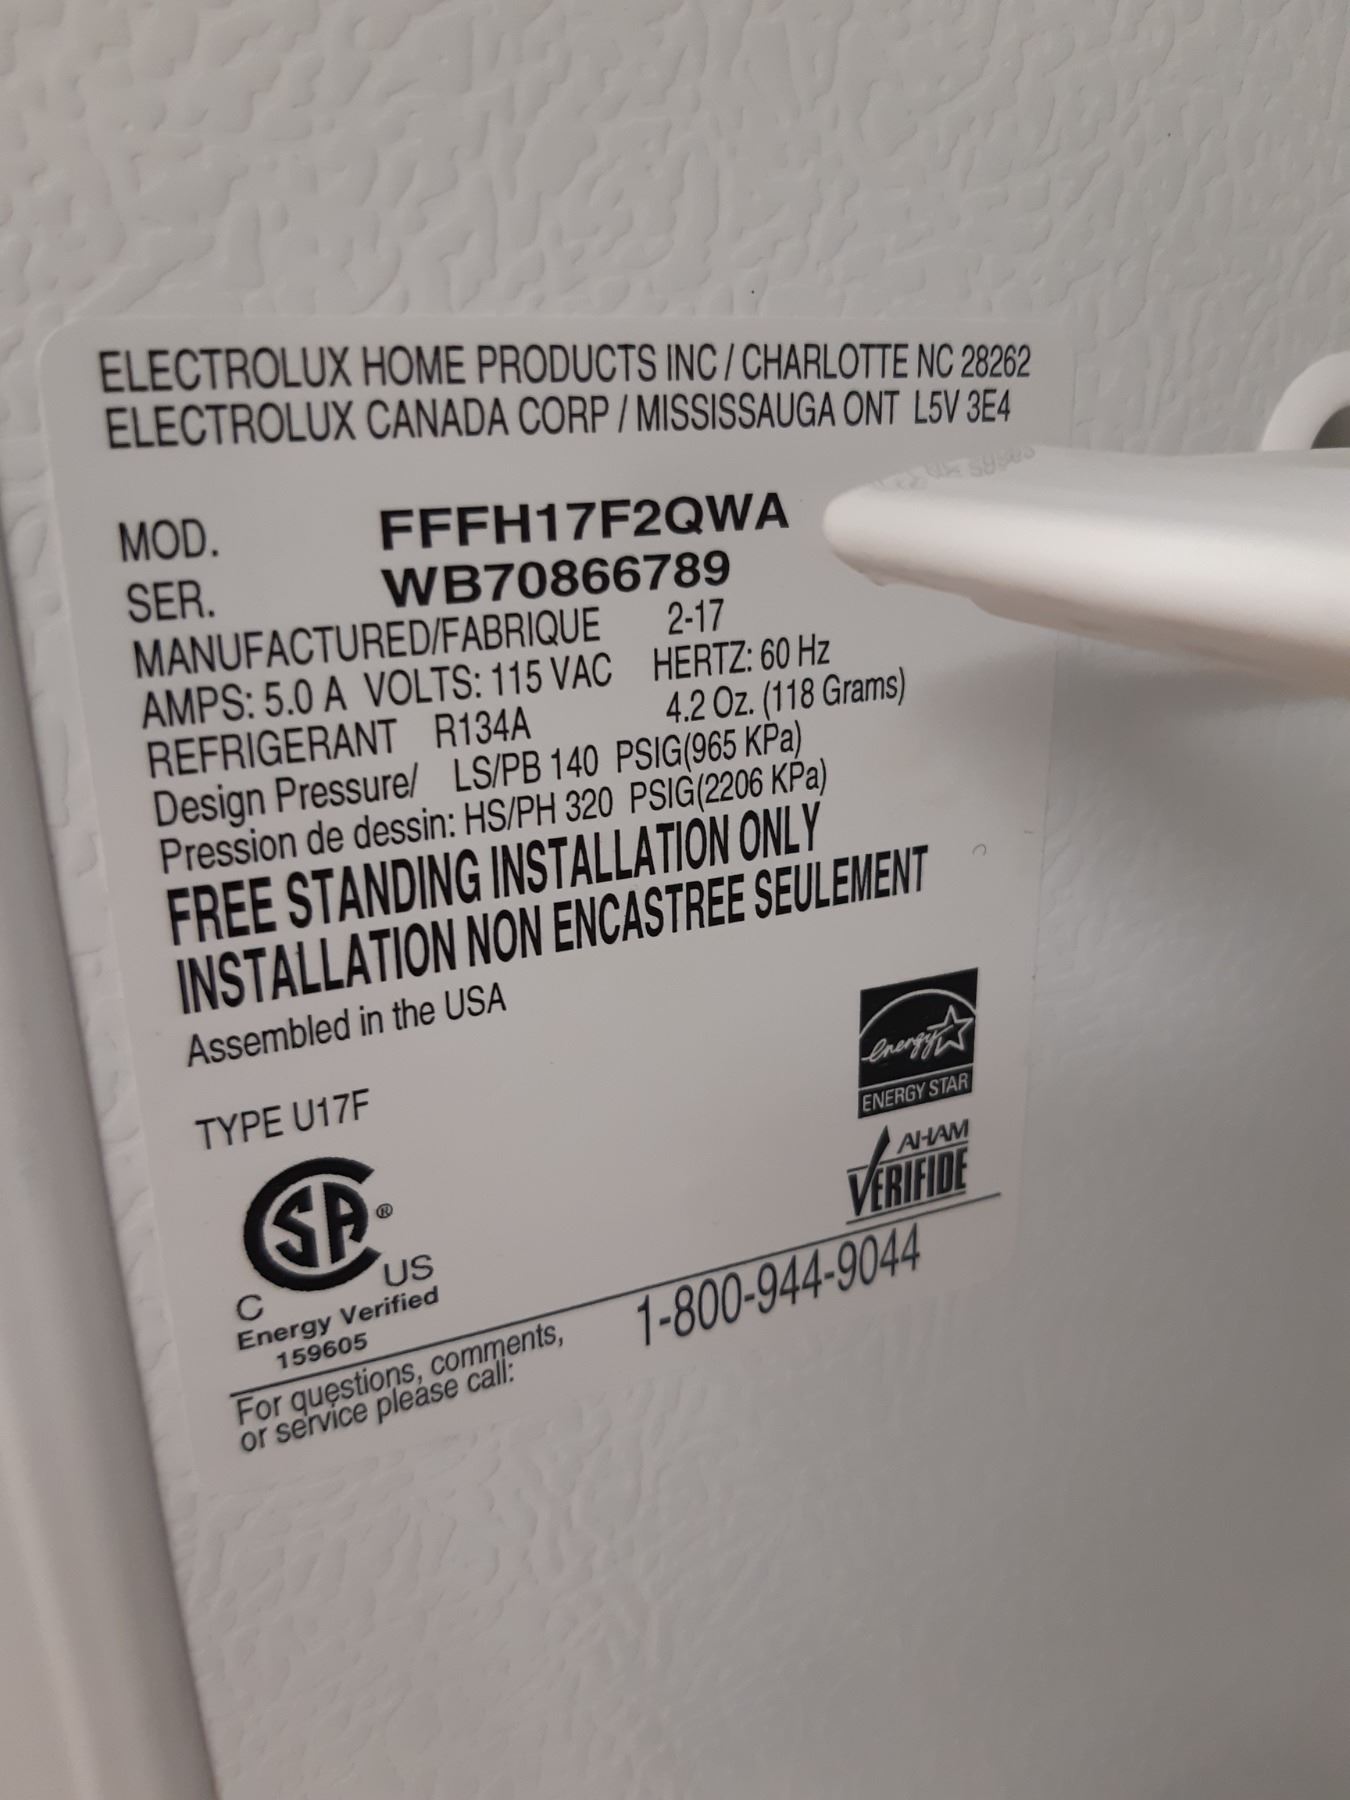 ELECTROLUX HOME PRODUCTS INC / CHARLOTTE NC 28262
ELECTROLUX CANADA CORP / MISSISSAUGA ONT L5V 3E4
MOD. FFFH17F2QWA
SER. WB70866789
MANUFACTURED/FABRIQUE 2-17
AMPS: 5.0 A VOLTS: 115 VAC HERTZ: 60 Hz
REFRIGERANT R134A 4.2 Oz. (118 Grams)
Design Pressure/ LS/PB 140 PSIG(965 KPa)
Pression de dessin: HS/PH 320 PSIG(2206 KPa)
FREE STANDING INSTALLATION ONLY
INSTALLATION NON ENCASTREE SEULEMENT
Assembled in the USA
energy
ENERGY STAR
TYPE U17F
AHAM
VERIFIDE
CSA®
C US
Energy Verified
159605
For questions, comments,
or service please call:
1-800-944-9044